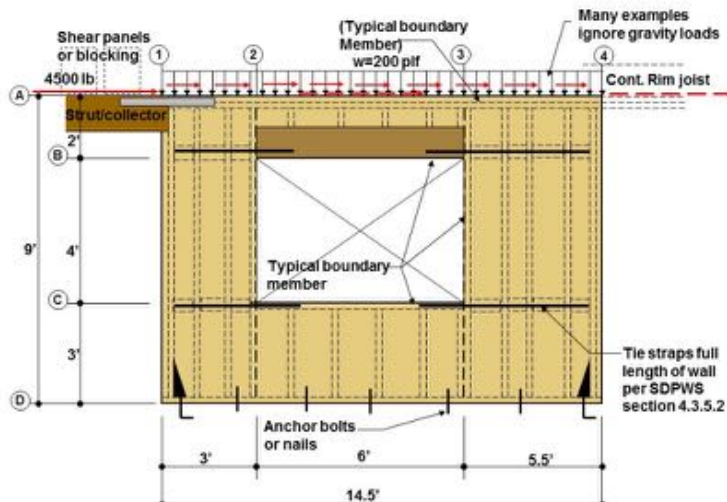 Shear panels
or blocking
1
2
(Typical boundary
Member)
w=200 plf
3
Many examples
ignore gravity loads
4
4500 lb
Cont. Rim joist
A
Strut/collector
2'
B
9'
4'
Typical boundary
member
C
3'
Tie straps full
length of wall
per SDPWS
section 4.3.5.2
D
Anchor bolts
or nails
3'
6'
5.5'
14.5'